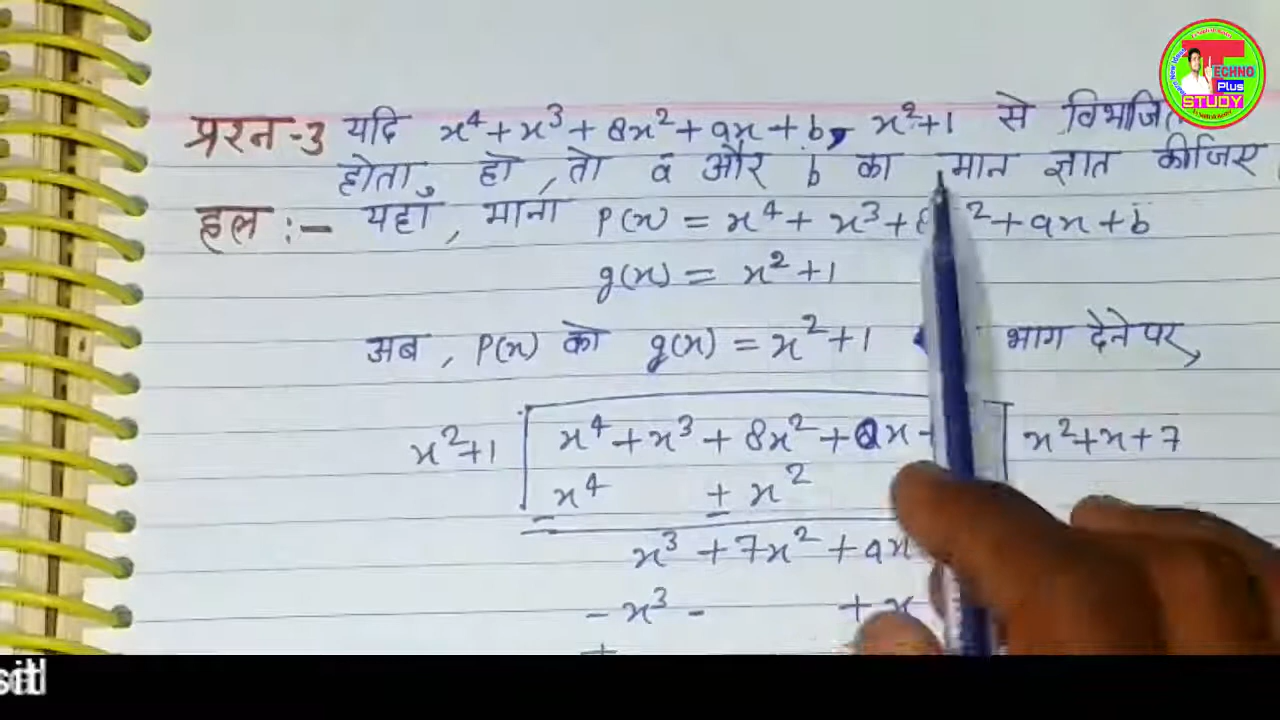 प्रश्न-3 यदि x⁴+x³+8x²+ax+b, x²+1 से विभाजित
होता हो, तो a और b का मान ज्ञात कीजिए
हल :- यहाँ, माना P(x) = x⁴ + x³+8x²+ax+b
g(x) = x²+1
अब, P(x) को g(x) = x²+1 भाग देने पर,
x²+1 x⁴+x³+8x²+ax+ x²+x+7
x⁴ + x²
-
x³ +7x² +ax
-x³ - +x
+
TECHNO
Plus
STUDY